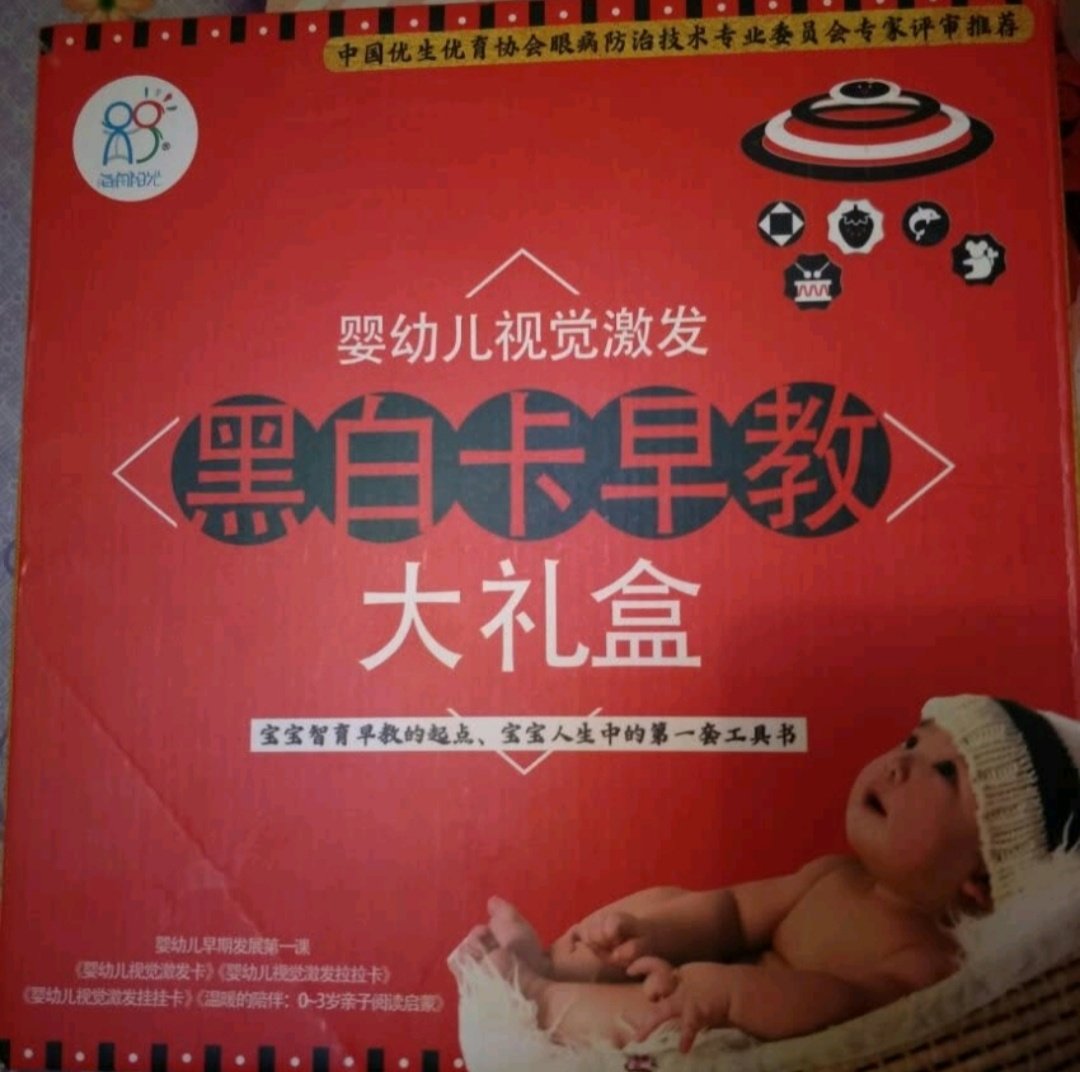 中国优生优育协会眼病防治技术专业委员会专家评审推荐
海润阳光
婴幼儿视觉激发
黑白卡早教
大礼盒
宝宝智育早教的起点、宝宝人生中的第一套工具书
婴幼儿早期发展第一课
《婴幼儿视觉激发卡》《婴幼儿视觉激发拉拉卡》
《婴幼儿视觉激发挂挂卡》《温暖的陪伴：0~3岁亲子阅读启蒙》